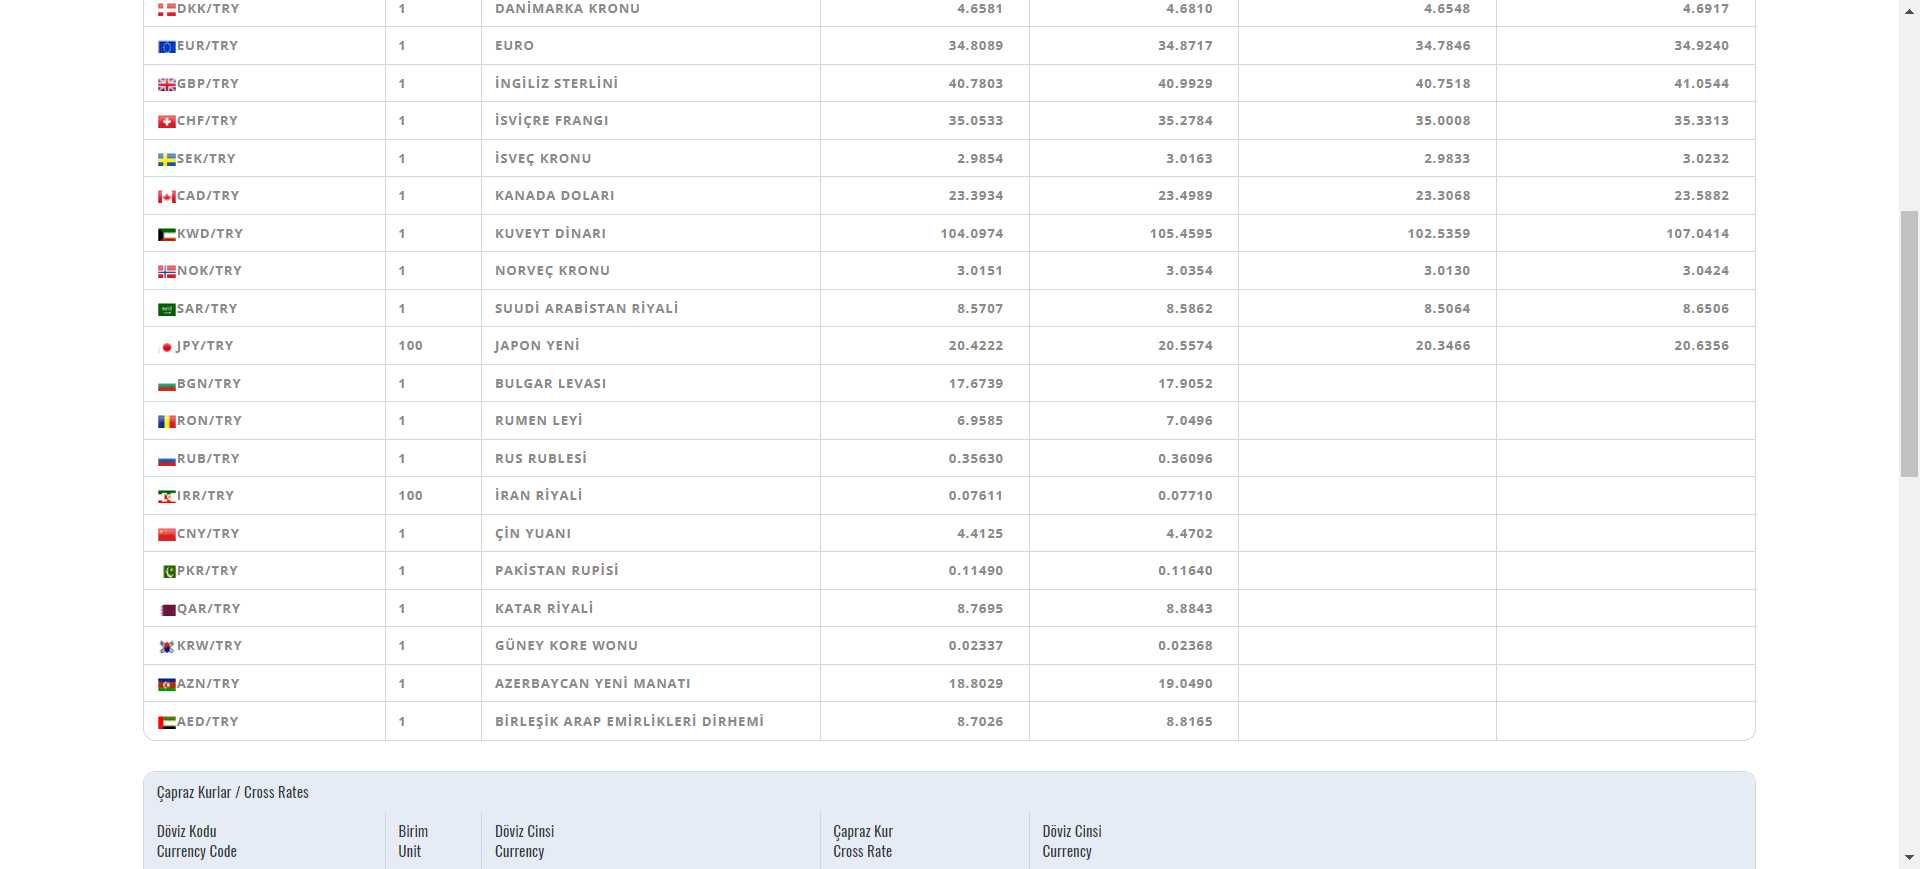 DKK/TRY 1 DANİMARKA KRONU 4.6581 4.6810 4.6548 4.6917
EUR/TRY 1 EURO 34.8089 34.8717 34.7846 34.9240
GBP/TRY 1 İNGİLİZ STERLİNİ 40.7803 40.9929 40.7518 41.0544
CHF/TRY 1 İSVİÇRE FRANGI 35.0533 35.2784 35.0008 35.3313
SEK/TRY 1 İSVEÇ KRONU 2.9854 3.0163 2.9833 3.0232
CAD/TRY 1 KANADA DOLARI 23.3934 23.4989 23.3068 23.5882
KWD/TRY 1 KUVEYT DİNARI 104.0974 105.4595 102.5359 107.0414
NOK/TRY 1 NORVEÇ KRONU 3.0151 3.0354 3.0130 3.0424
SAR/TRY 1 SUUDİ ARABİSTAN RİYALİ 8.5707 8.5862 8.5064 8.6506
JPY/TRY 100 JAPON YENİ 20.4222 20.5574 20.3466 20.6356
BGN/TRY 1 BULGAR LEVASI 17.6739 17.9052
RON/TRY 1 RUMEN LEYİ 6.9585 7.0496
RUB/TRY 1 RUS RUBLESİ 0.35630 0.36096
IRR/TRY 100 İRAN RİYALİ 0.07611 0.07710
CNY/TRY 1 ÇİN YUANI 4.4125 4.4702
PKR/TRY 1 PAKİSTAN RUPİSİ 0.11490 0.11640
QAR/TRY 1 KATAR RİYALİ 8.7695 8.8843
KRW/TRY 1 GÜNEY KORE WONU 0.02337 0.02368
AZN/TRY 1 AZERBAYCAN YENİ MANATI 18.8029 19.0490
AED/TRY 1 BİRLEŞİK ARAP EMİRLİKLERİ DİRHEMİ 8.7026 8.8165
Çapraz Kurlar / Cross Rates
Döviz Kodu Birim Döviz Cinsi Çapraz Kur Döviz Cinsi
Currency Code Unit Currency Cross Rate Currency